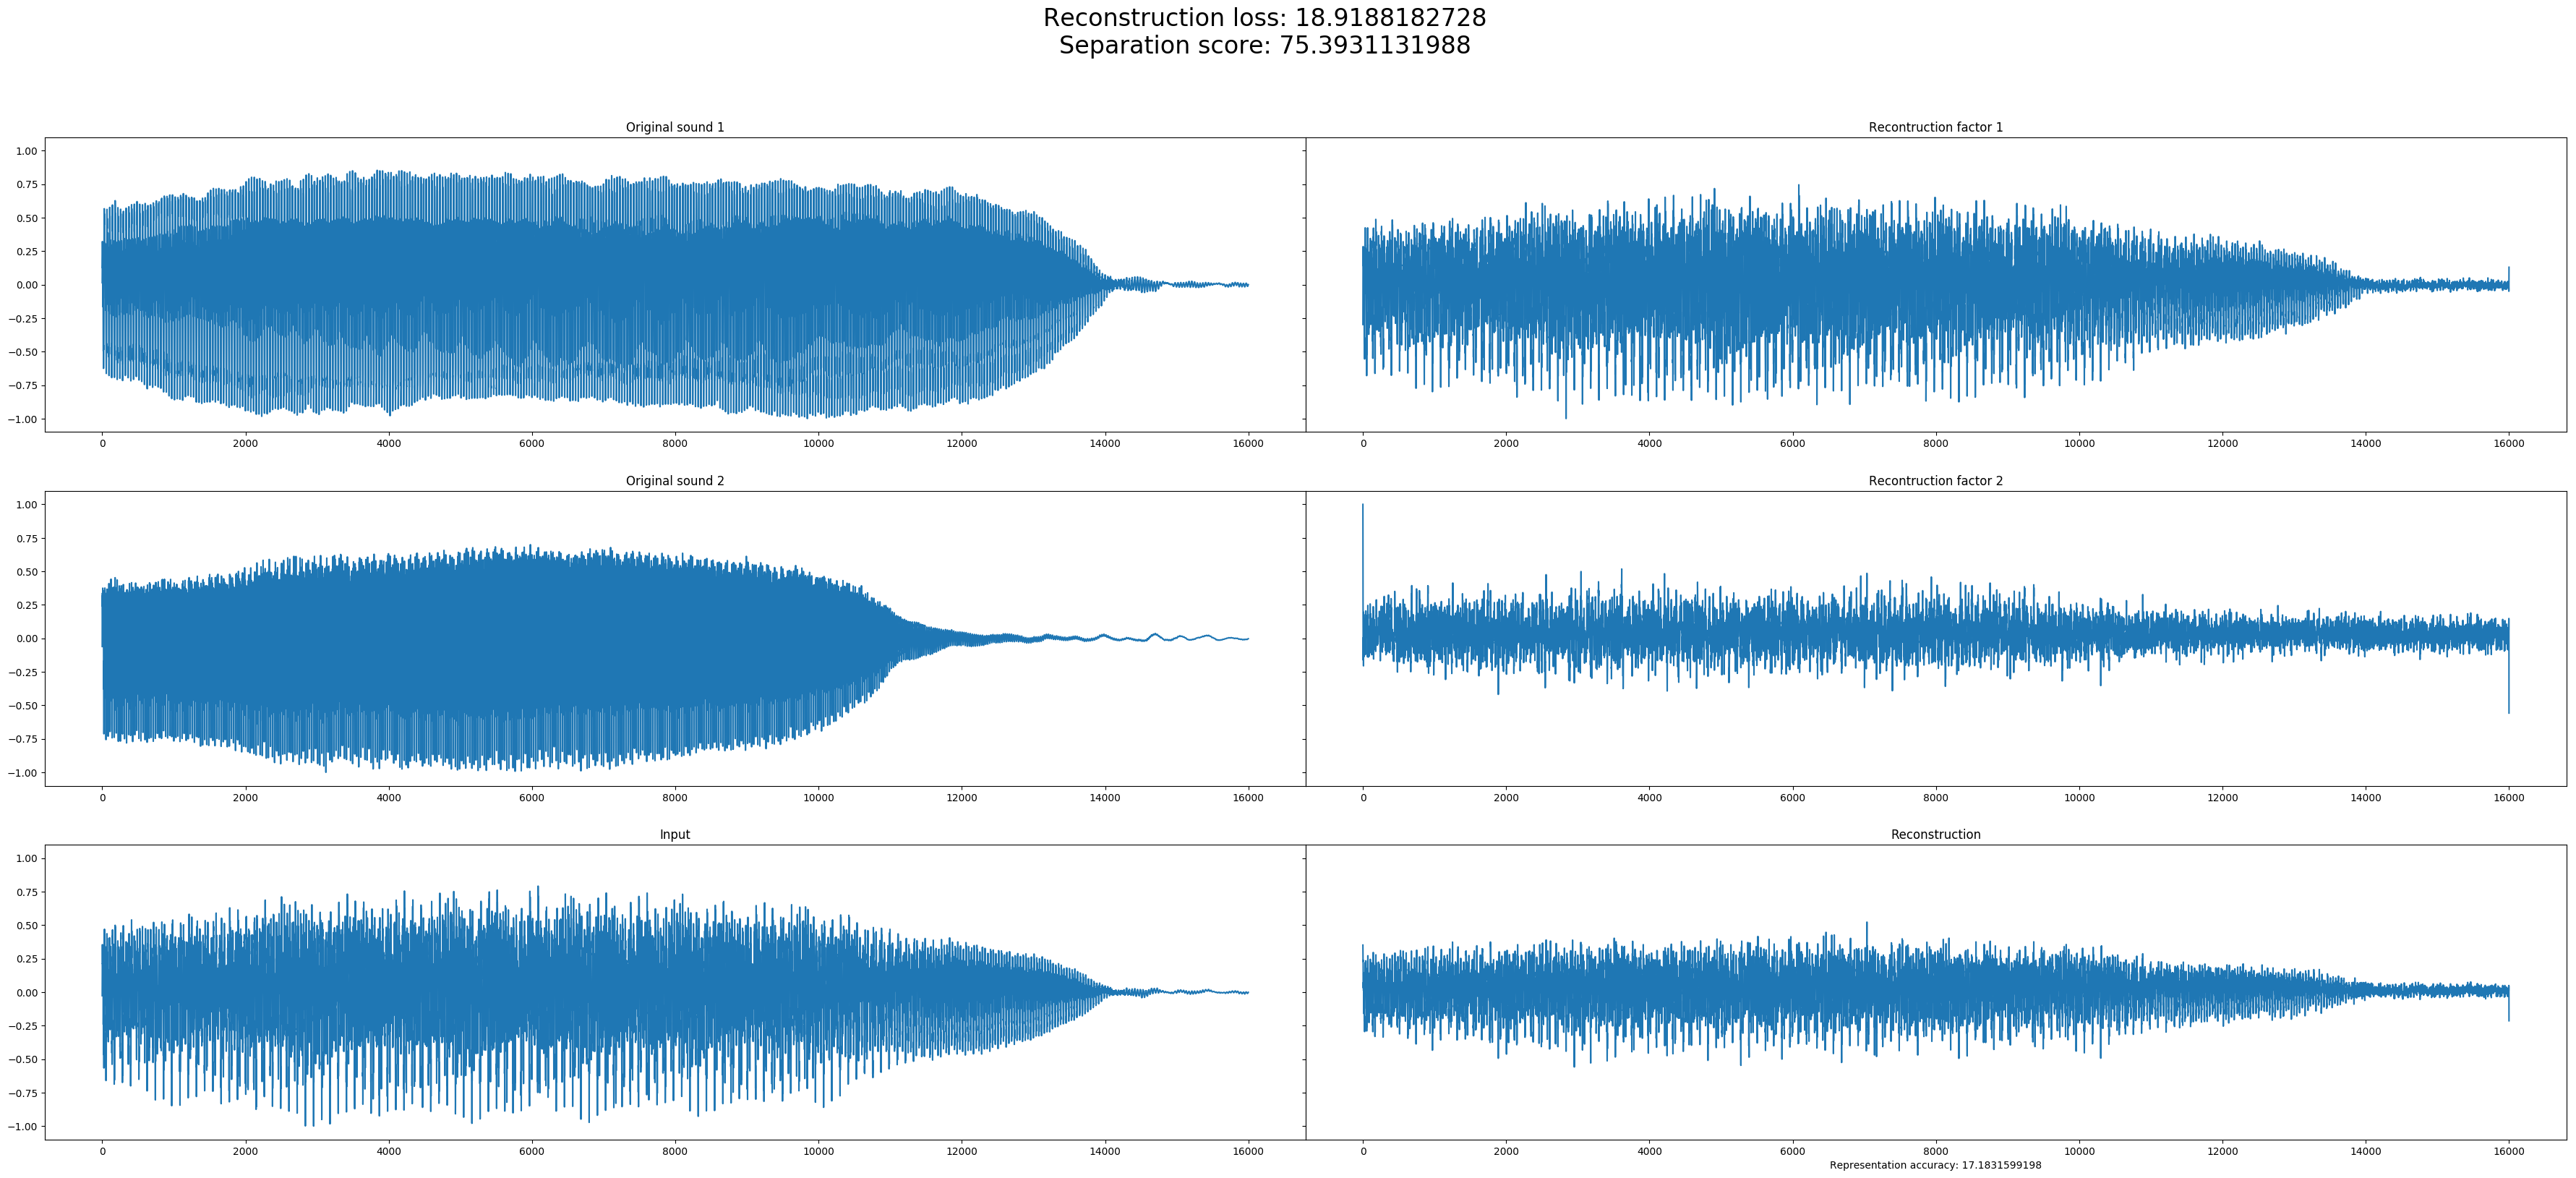 Reconstruction loss: 18.9188182728
Separation score: 75.3931131988
Original sound 1
Recontruction factor 1
1.00
0.75
0.50
0.25
0.00
−0.25
−0.50
−0.75
−1.00
0 2000 4000 6000 8000 10000 12000 14000 16000
0 2000 4000 6000 8000 10000 12000 14000 16000
Original sound 2
Reconstruction factor 2
1.00
0.75
0.50
0.25
0.00
−0.25
−0.50
−0.75
−1.00
0 2000 4000 6000 8000 10000 12000 14000 16000
0 2000 4000 6000 8000 10000 12000 14000 16000
Input
Reconstruction
1.00
0.75
0.50
0.25
0.00
−0.25
−0.50
−0.75
−1.00
0 2000 4000 6000 8000 10000 12000 14000 16000
0 2000 4000 6000 8000 10000 12000 14000 16000
Representation accuracy: 17.1831599198